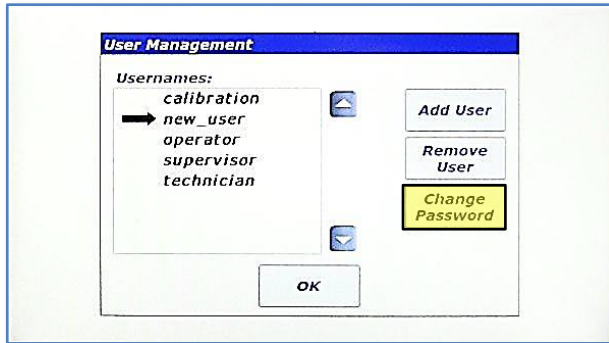 User Management
Usernames:
calibration
new_user
operator
supervisor
technician
Add User
Remove
User
Change
Password
OK